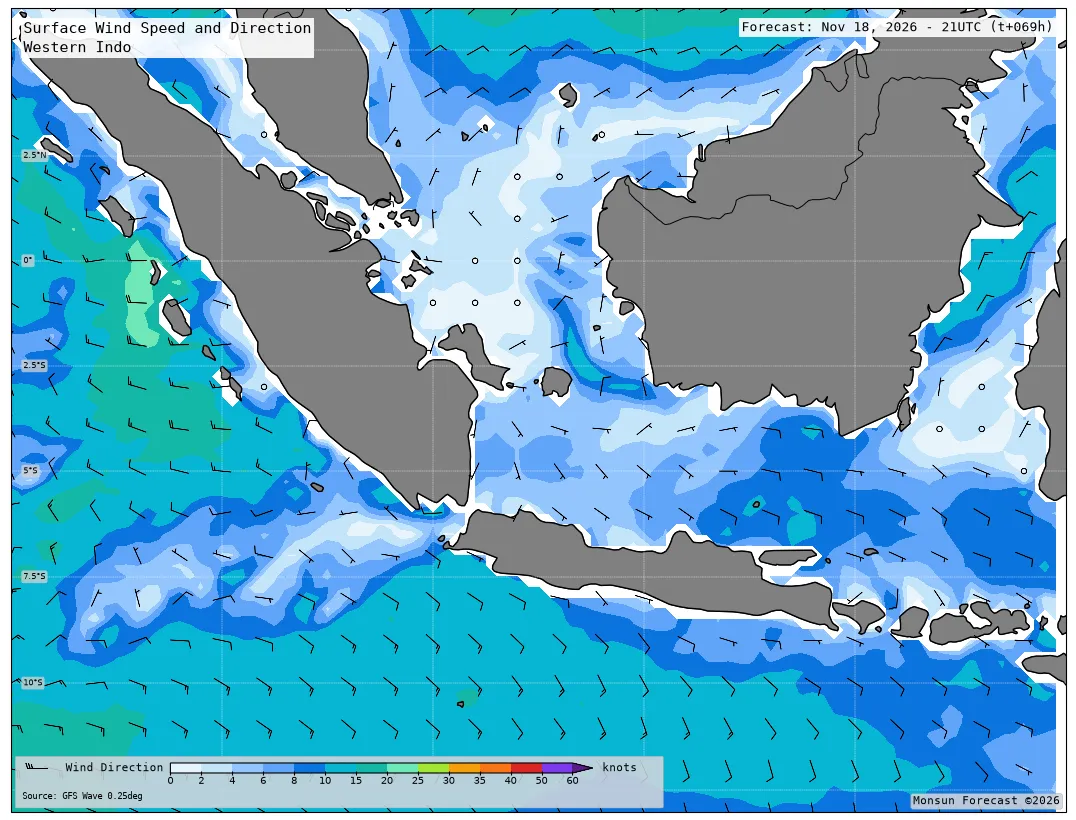 Surface Wind Speed and Direction
Western Indo
Forecast: Nov 18, 2026 - 21UTC (t+069h)
2.5°N
0°
2.5°S
5°S
7.5°S
10°S
Wind Direction
0 2 4 6 8 10 15 20 25 30 35 40 50 60
knots
Source: GFS Wave 0.25deg
Monsun Forecast ©2026